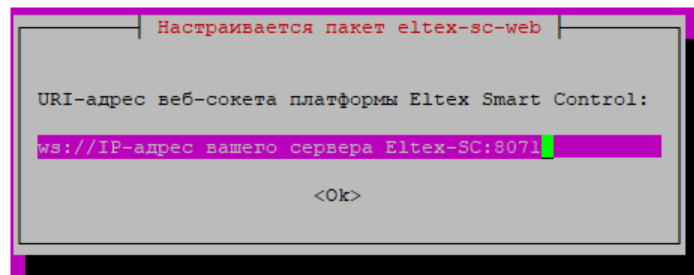 Настраивается пакет eltex-sc-web
URI-адрес веб-сокета платформы Eltex Smart Control:
ws://IP-адрес вашего сервера Eltex-SC:8071
<Ok>